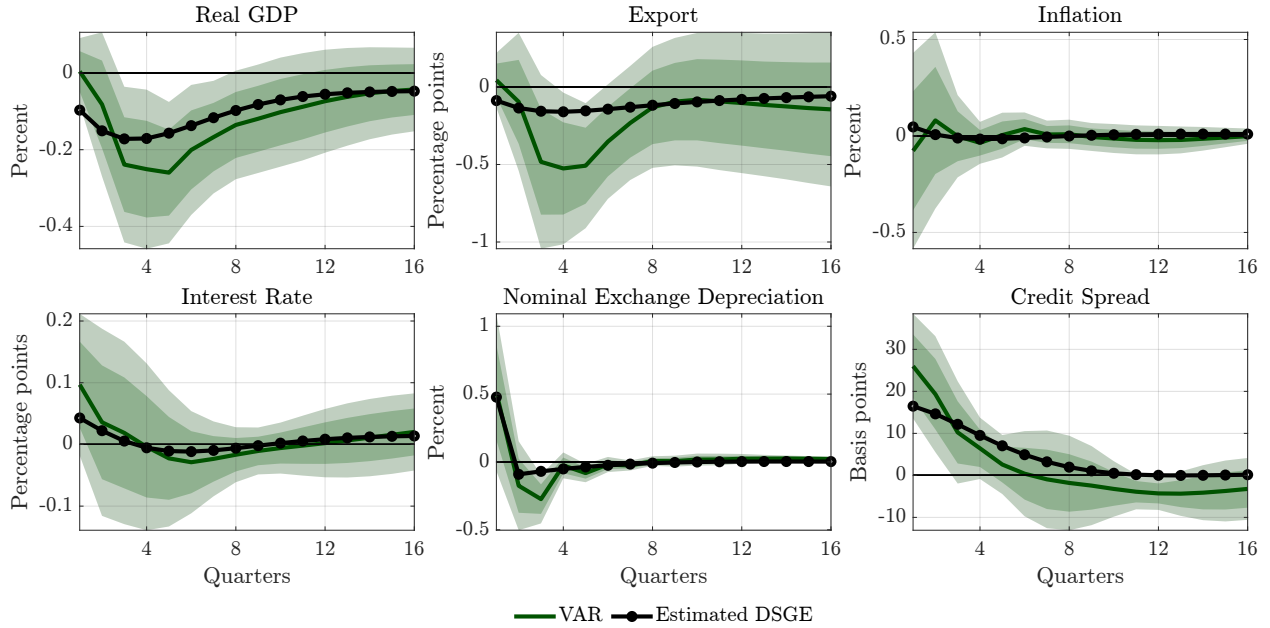 Real GDP
Export
Inflation
Percent
Percentage points
Percent
0
-0.2
-0.4
0
-0.5
-1
0.5
0
-0.5
4 8 12 16
4 8 12 16
4 8 12 16
Interest Rate
Nominal Exchange Depreciation
Credit Spread
Percentage points
Percent
Basis points
0.2
0.1
0
-0.1
1
0.5
0
-0.5
30
20
10
0
-10
4 8 12 16
4 8 12 16
4 8 12 16
Quarters
Quarters
Quarters
VAR Estimated DSGE